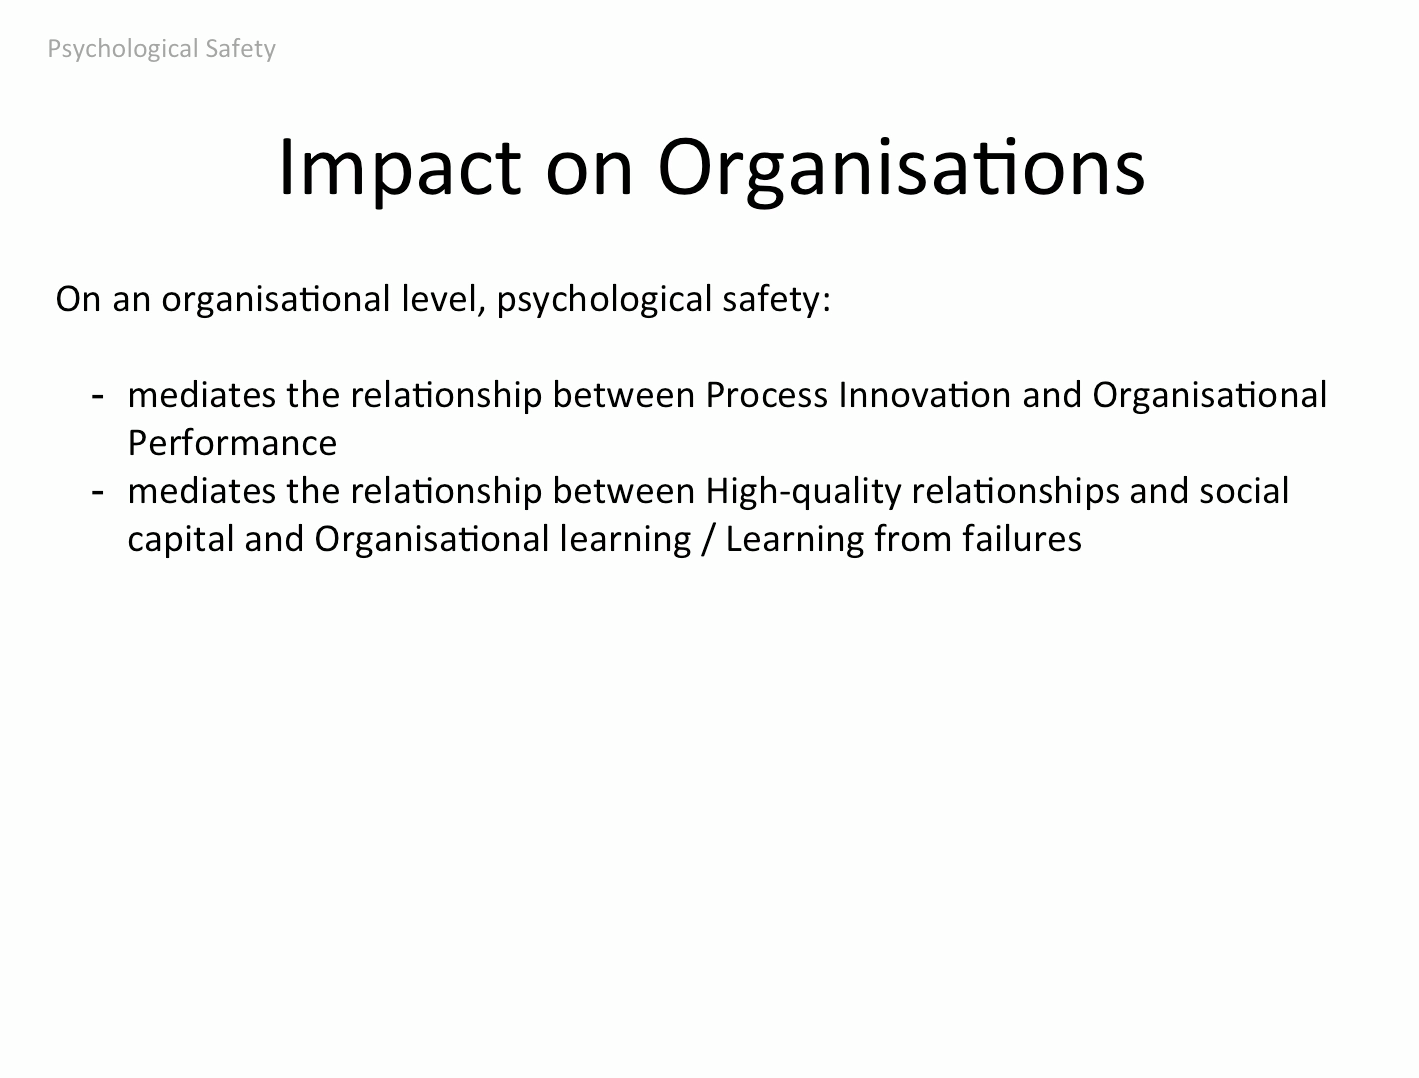 Psychological Safety
Impact on Organisations
On an organisational level, psychological safety:
- mediates the relationship between Process Innovation and Organisational
Performance
- mediates the relationship between High-quality relationships and social
capital and Organisational learning / Learning from failures